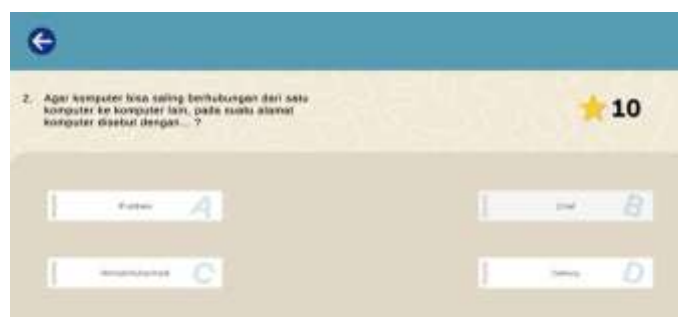 2. Agar komputer bisa saling berhubungan dari satu
komputer ke komputer lain, pada suatu alamat
komputer disebut dengan... ?
10
A
B
C
D